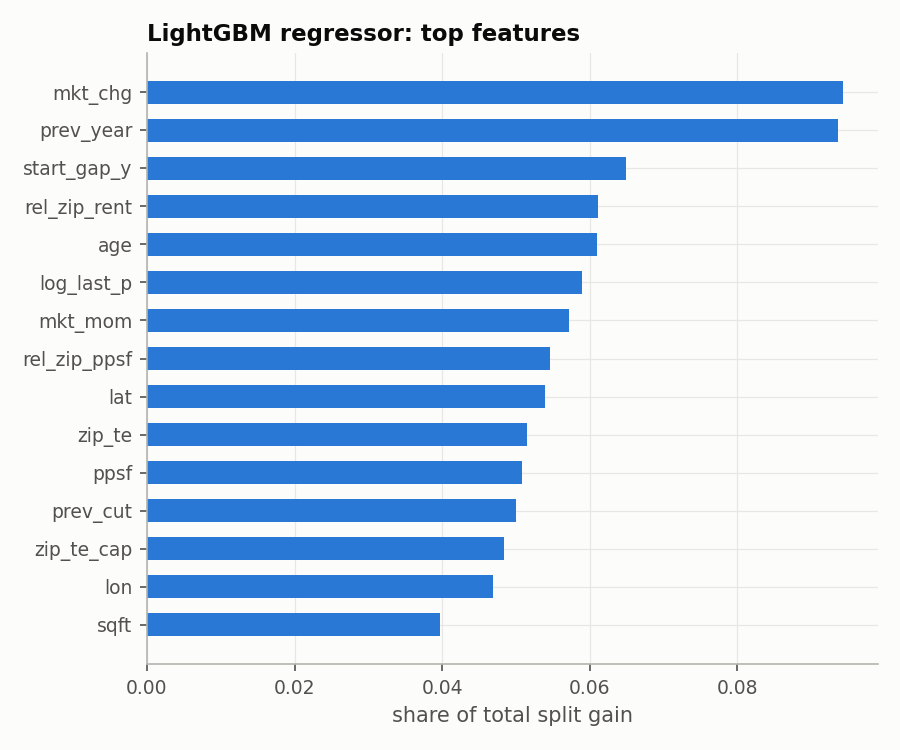 LightGBM regressor: top features
mkt_chg
prev_year
start_gap_y
rel_zip_rent
age
log_last_p
mkt_mom
rel_zip_ppsf
lat
zip_te
ppsf
prev_cut
zip_te_cap
lon
sqft
0.00 0.02 0.04 0.06 0.08
share of total split gain